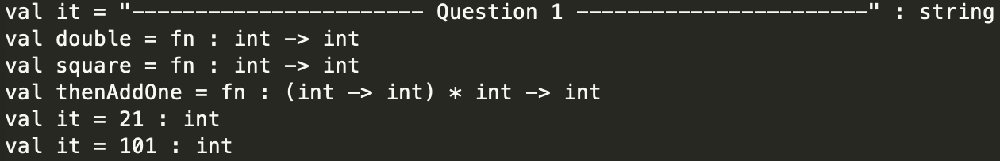 val it = "----------------------- Question 1 -----------------------" : string
val double = fn : int -> int
val square = fn : int -> int
val thenAddOne = fn : (int -> int) * int -> int
val it = 21 : int
val it = 101 : int